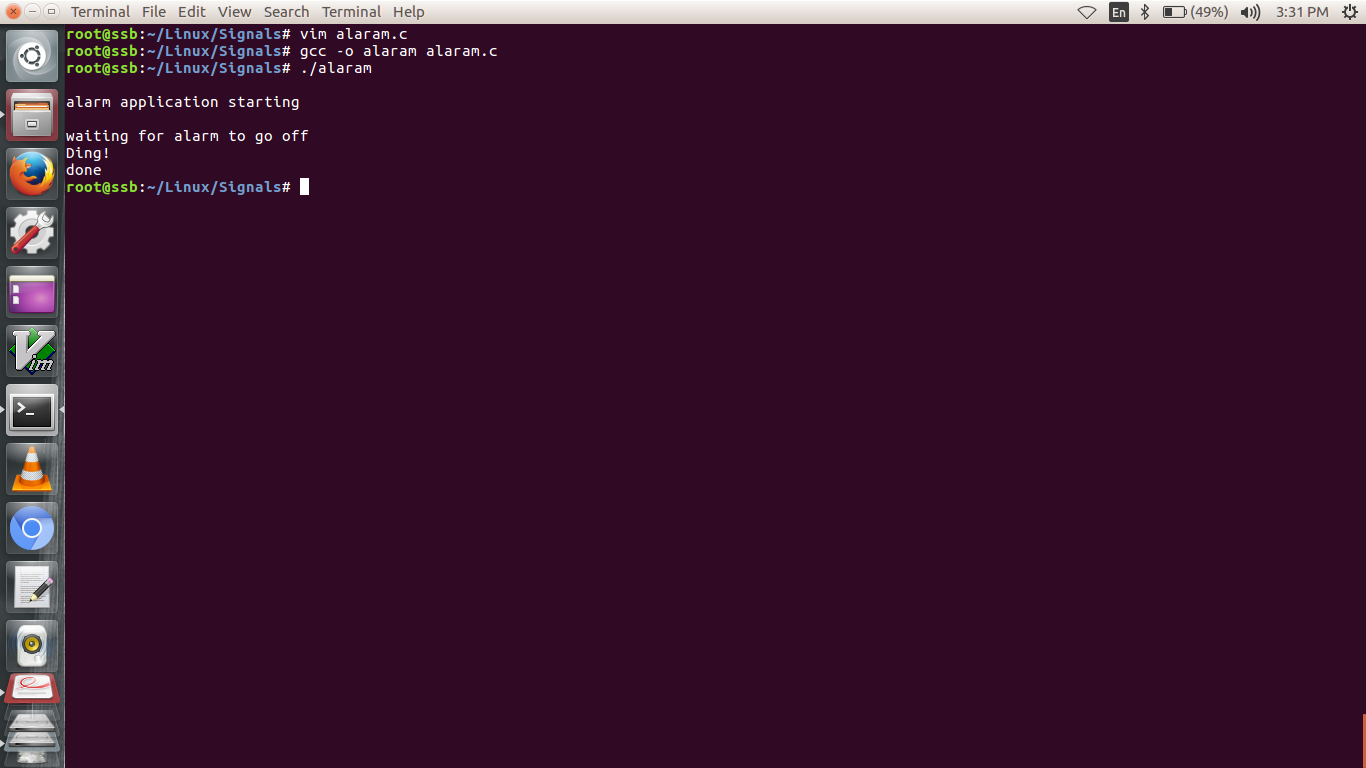 Terminal File Edit View Search Terminal Help En (49%) 3:31 PM
root@ssb:~/Linux/Signals# vim alaram.c
root@ssb:~/Linux/Signals# gcc -o alaram alaram.c
root@ssb:~/Linux/Signals# ./alaram
alarm application starting
waiting for alarm to go off
Ding!
done
root@ssb:~/Linux/Signals#
Vim
>_